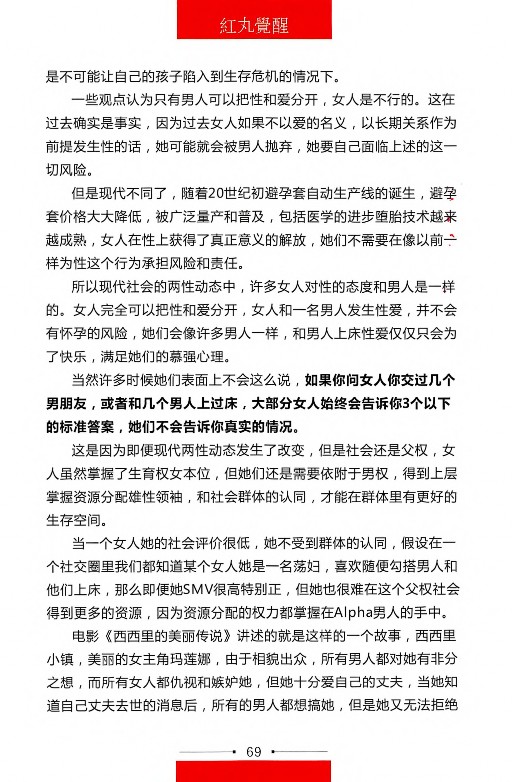 紅丸覺醒
是不可能让自己的孩子陷入到生存危机的情况下。
一些观点认为只有男人可以把性和爱分开，女人是不行的。这在
过去确实是事实，因为过去女人如果不以爱的名义，以长期关系作为
前提发生性的话，她可能就会被男人抛弃，她要自己面临上述的这一
切风险。
但是现代不同了，随着20世纪初避孕套自动生产线的诞生，避孕
套价格大大降低，被广泛量产和普及，包括医学的进步堕胎技术越来
越成熟，女人在性上获得了真正意义的解放，她们不需要在像以前一
样为性这个行为承担风险和责任。
所以现代社会的两性动态中，许多女人对性的态度和男人是一样
的。女人完全可以把性和爱分开，女人和一名男人发生性爱，并不会
有怀孕的风险，她们会像许多男人一样，和男人上床性爱仅仅只会为
了快乐，满足她们的慕强心理。
当然许多时候她们表面上不会这么说，如果你问女人你交过几个
男朋友，或者和几个男人上过床，大部分女人始终会告诉你3个以下
的标准答案，她们不会告诉你真实的情况。
这是因为即便现代两性动态发生了改变，但是社会还是父权，女
人虽然掌握了生育权女本位，但她们还是需要依附于男权，得到上层
掌握资源分配雄性领袖，和社会群体的认同，才能在群体里有更好的
生存空间。
当一个女人她的社会评价很低，她不受到群体的认同，假设在一
个社交圈里我们都知道某个女人她是一名荡妇，喜欢随便勾搭男人和
他们上床，那么即便她SMV很高特别正，但她也很难在这个父权社会
得到更多的资源，因为资源分配的权力都掌握在Alpha男人的手中。
电影《西西里的美丽传说》讲述的就是这样的一个故事，西西里
小镇，美丽的女主角玛莲娜，由于相貌出众，所有男人都对她有非分
之想，而所有女人都仇视和嫉妒她，但她十分爱自己的丈夫，当她知
道自己丈夫去世的消息后，所有的男人都想搞她，但是她又无法拒绝
69